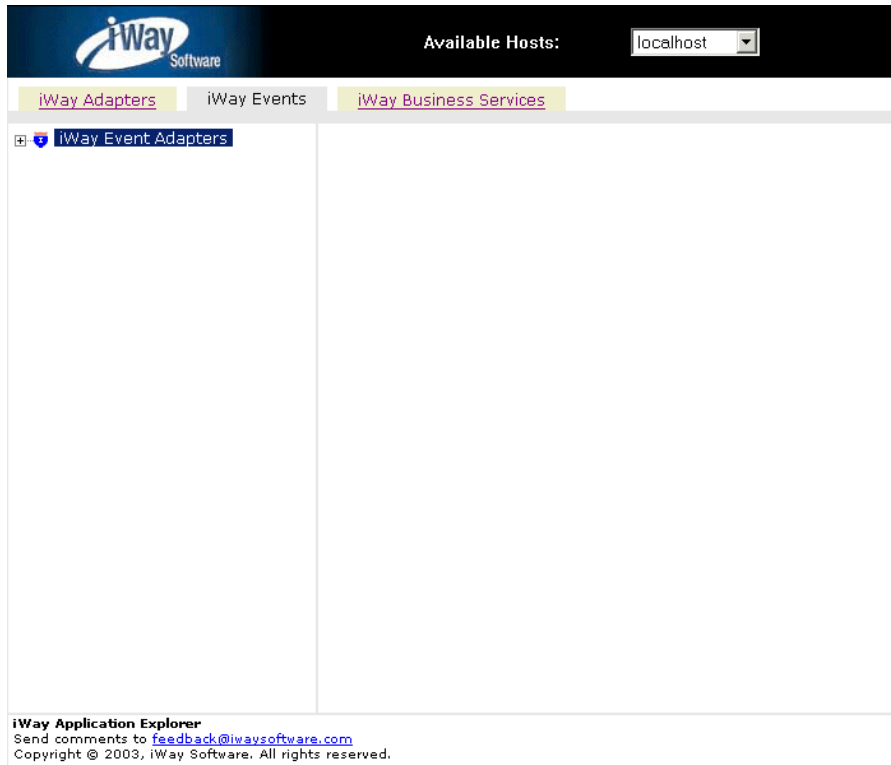 iWay
Software
Available Hosts: localhost
iWay Adapters iWay Events iWay Business Services
iWay Event Adapters
iWay Application Explorer
Send comments to feedback@iwaysoftware.com
Copyright © 2003, iWay Software. All rights reserved.